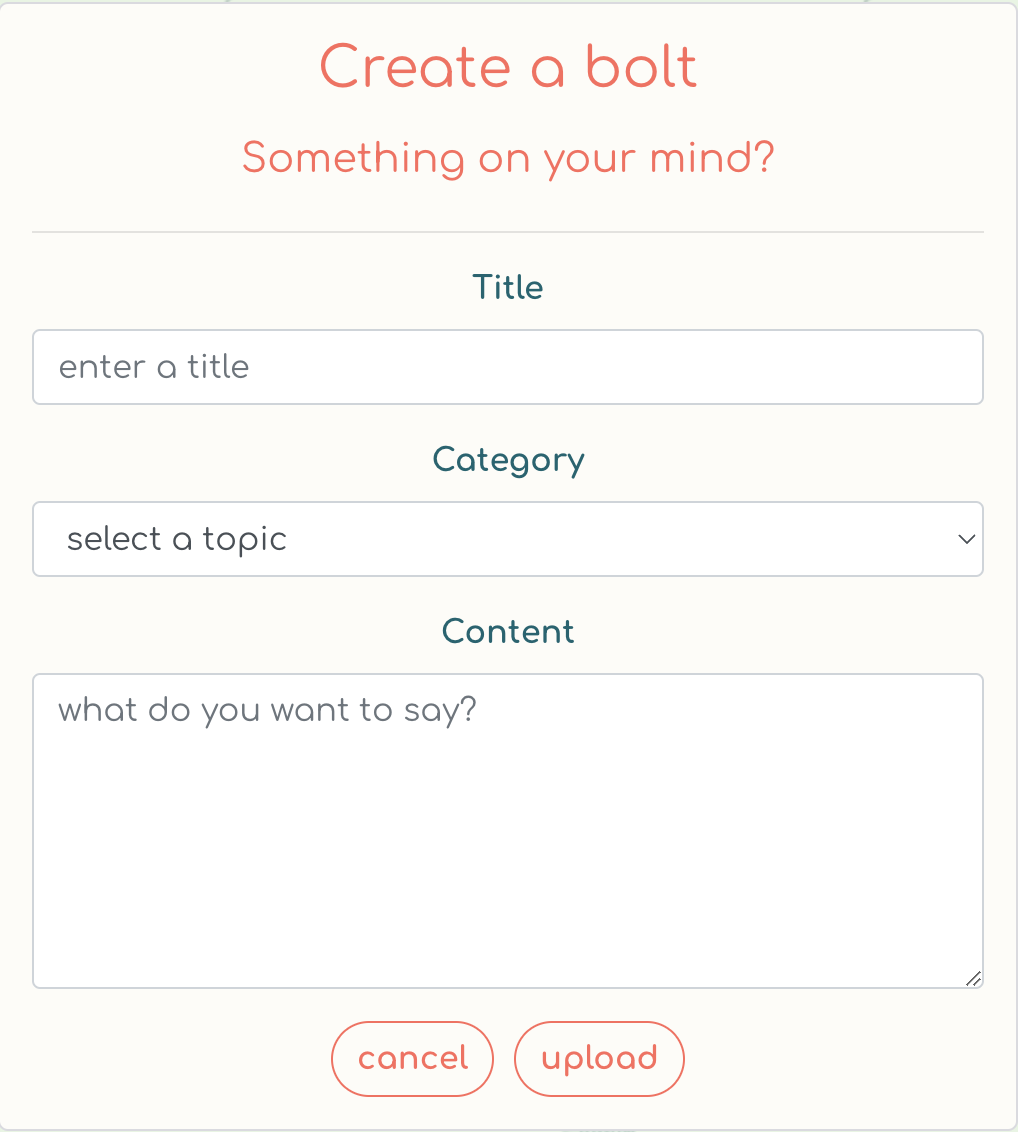 Create a bolt
Something on your mind?
Title
enter a title
Category
select a topic
Content
what do you want to say?
cancel upload